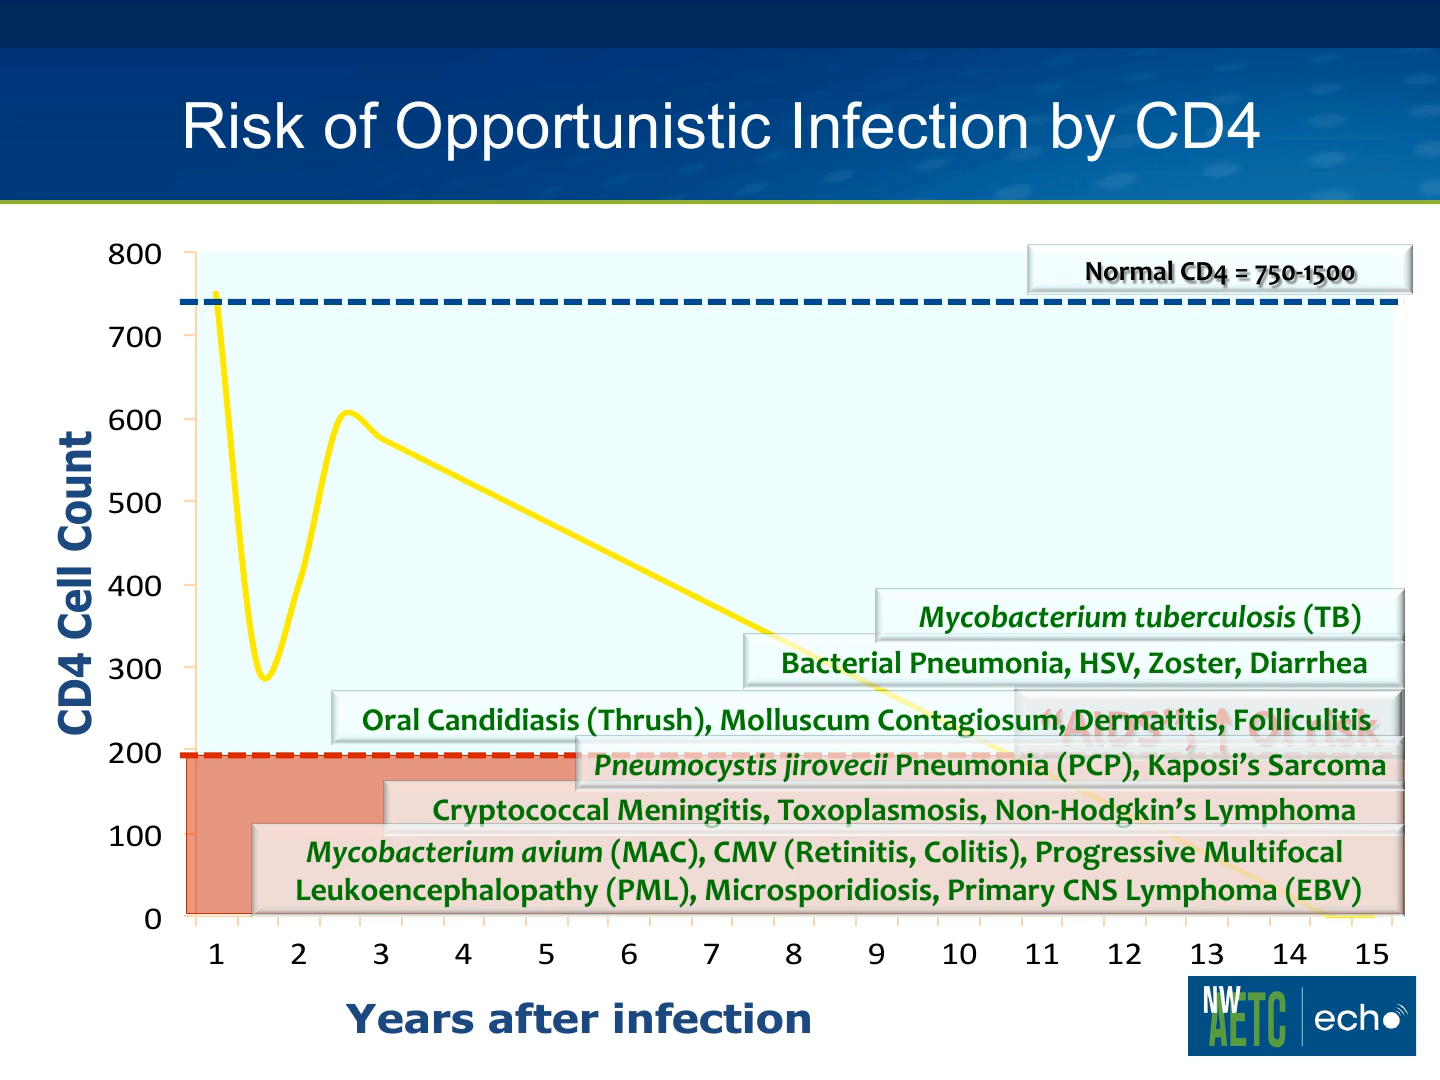 Risk of Opportunistic Infection by CD4
800
700
600
500
400
300
200
100
0
CD4 Cell Count
Normal CD4 = 750-1500
Mycobacterium tuberculosis (TB)
Bacterial Pneumonia, HSV, Zoster, Diarrhea
Oral Candidiasis (Thrush), Molluscum Contagiosum, Dermatitis, Folliculitis
"AIDS", ↑ OI risk
Pneumocystis jirovecii Pneumonia (PCP), Kaposi's Sarcoma
Cryptococcal Meningitis, Toxoplasmosis, Non-Hodgkin's Lymphoma
Mycobacterium avium (MAC), CMV (Retinitis, Colitis), Progressive Multifocal
Leukoencephalopathy (PML), Microsporidiosis, Primary CNS Lymphoma (EBV)
1 2 3 4 5 6 7 8 9 10 11 12 13 14 15
Years after infection
NW
AETC
echo